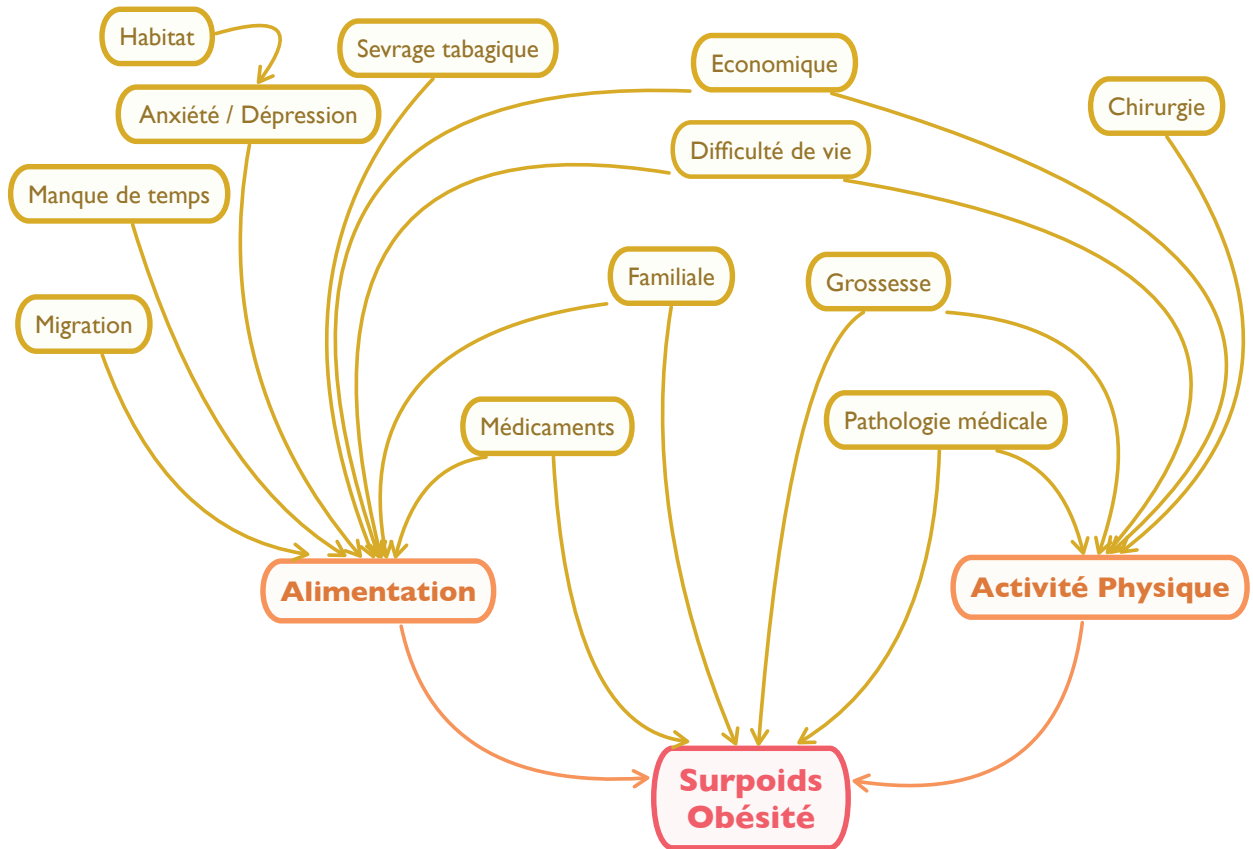 Habitat
Sevrage tabagique
Economique
Chirurgie
Anxiété / Dépression
Difficulté de vie
Manque de temps
Familiale
Grossesse
Migration
Médicaments
Pathologie médicale
Alimentation
Activité Physique
Surpoids
Obésité